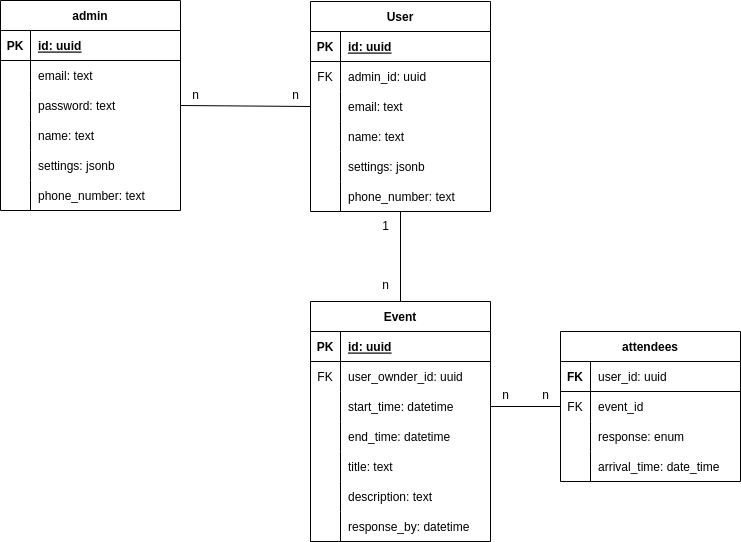 admin
PK id: uuid
email: text
password: text
name: text
settings: jsonb
phone_number: text
n n
User
PK id: uuid
FK admin_id: uuid
email: text
name: text
settings: jsonb
phone_number: text
1
n
Event
PK id: uuid
FK user_ownder_id: uuid
start_time: datetime
end_time: datetime
title: text
description: text
response_by: datetime
n n
attendees
FK user_id: uuid
FK event_id
response: enum
arrival_time: date_time